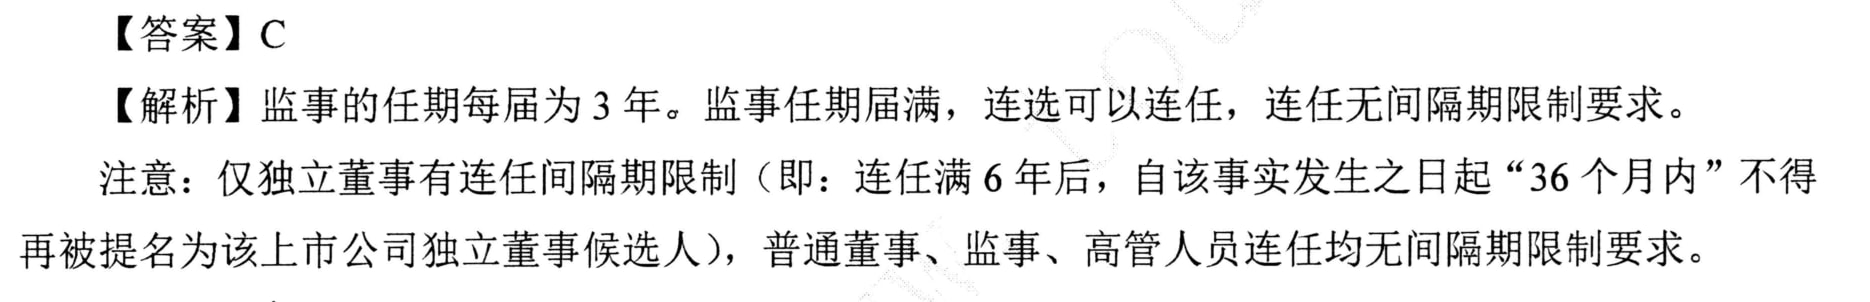 【答案】C
【解析】监事的任期每届为 3 年。监事任期届满，连选可以连任，连任无间隔期限制要求。
注意：仅独立董事有连任间隔期限制（即：连任满 6 年后，自该事实发生之日起“36 个月内”不得
再被提名为该上市公司独立董事候选人），普通董事、监事、高管人员连任均无间隔期限制要求。